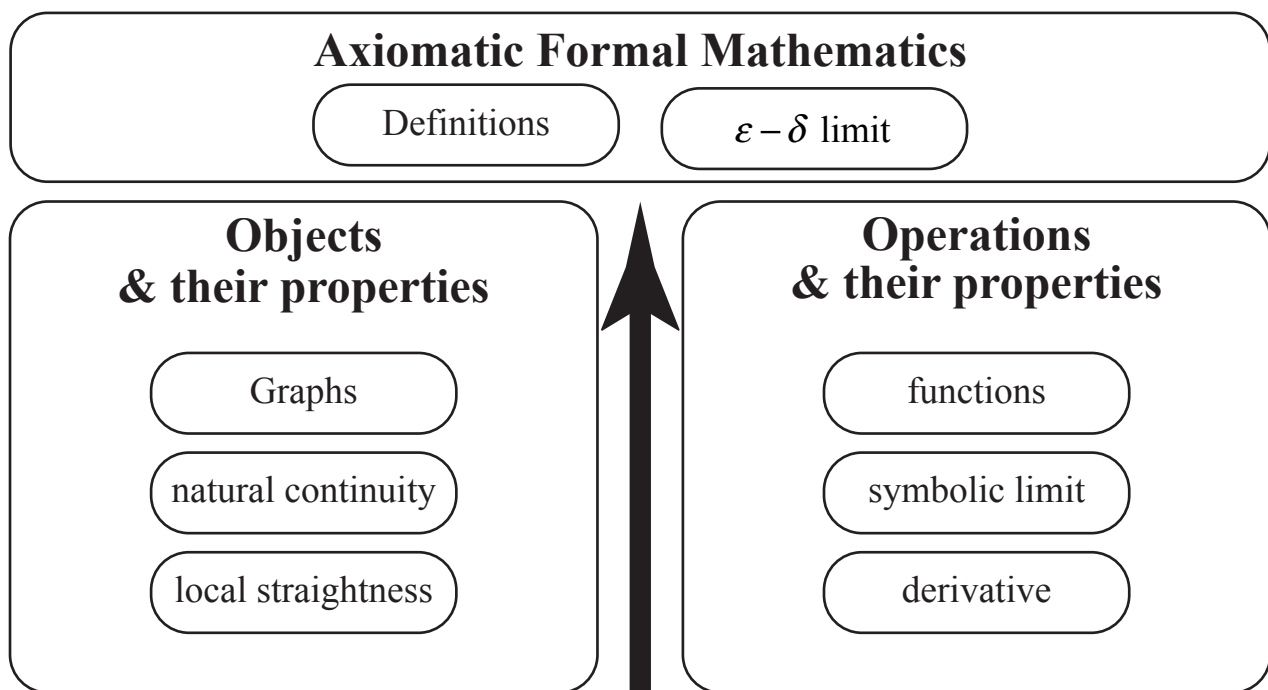 Axiomatic Formal Mathematics
Definitions
ε – δ limit
Objects
& their properties
Graphs
natural continuity
local straightness
Operations
& their properties
functions
symbolic limit
derivative